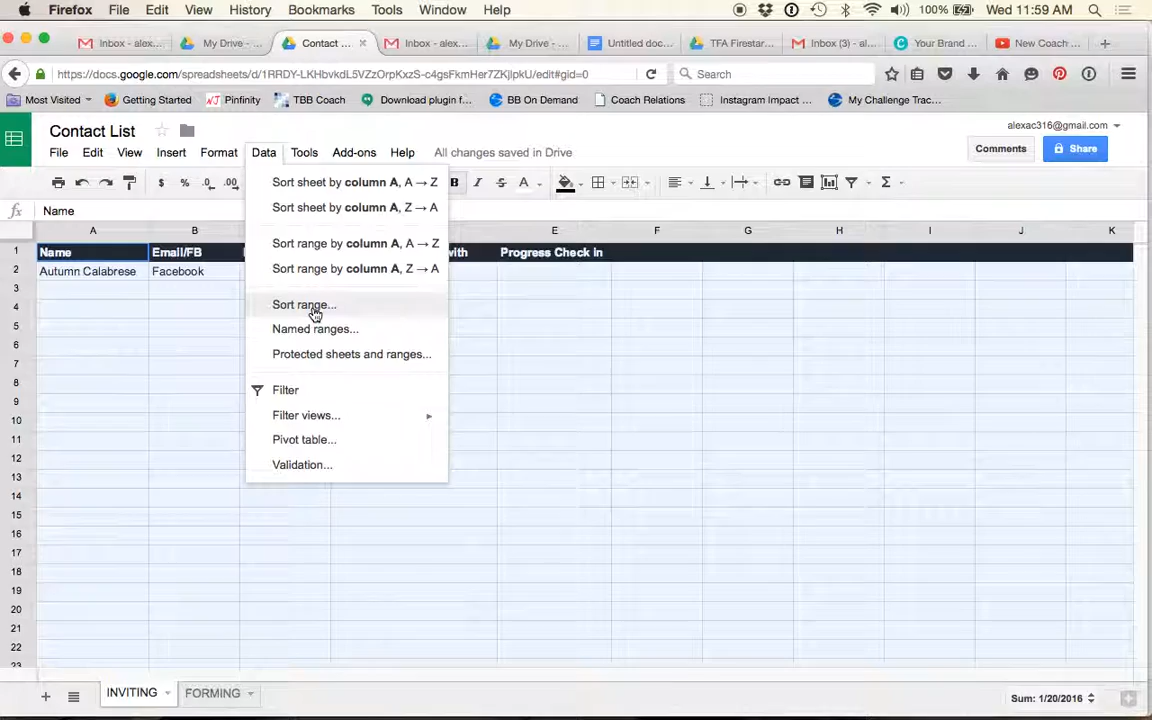 Firefox File Edit View History Bookmarks Tools Window Help 100% Wed 11:59 AM
Inbox - alex... My Drive - ... Contact ... Inbox - alex... My Drive - ... Untitled doc... TFA Firestar... Inbox (3) - a... Your Brand ... New Coach ...
https://docs.google.com/spreadsheets/d/1RRDY-LKHbvkdL5VZzOrpKxzS-c4gsFkmHer7ZKjlpkU/edit#gid=0 Search
Most Visited Getting Started Pinfinity TBB Coach Download plugin f... BB On Demand Coach Relations Instagram Impact ... My Challenge Trac...
Contact List alexac316@gmail.com
File Edit View Insert Format Data Tools Add-ons Help All changes saved in Drive Comments Share
$ % .0 .00 B I A Σ
fx Name
A B E F G H I J K
1 Name Email/FB with Progress Check in
2 Autumn Calabrese Facebook
3
4
5
6
7
8
9
10
11
12
13
14
15
16
17
18
19
20
21
22
23
Sort sheet by column A, A → Z
Sort sheet by column A, Z → A
Sort range by column A, A → Z
Sort range by column A, Z → A
Sort range...
Named ranges...
Protected sheets and ranges...
Filter
Filter views...
Pivot table...
Validation...
+ INVITING FORMING Sum: 1/20/2016